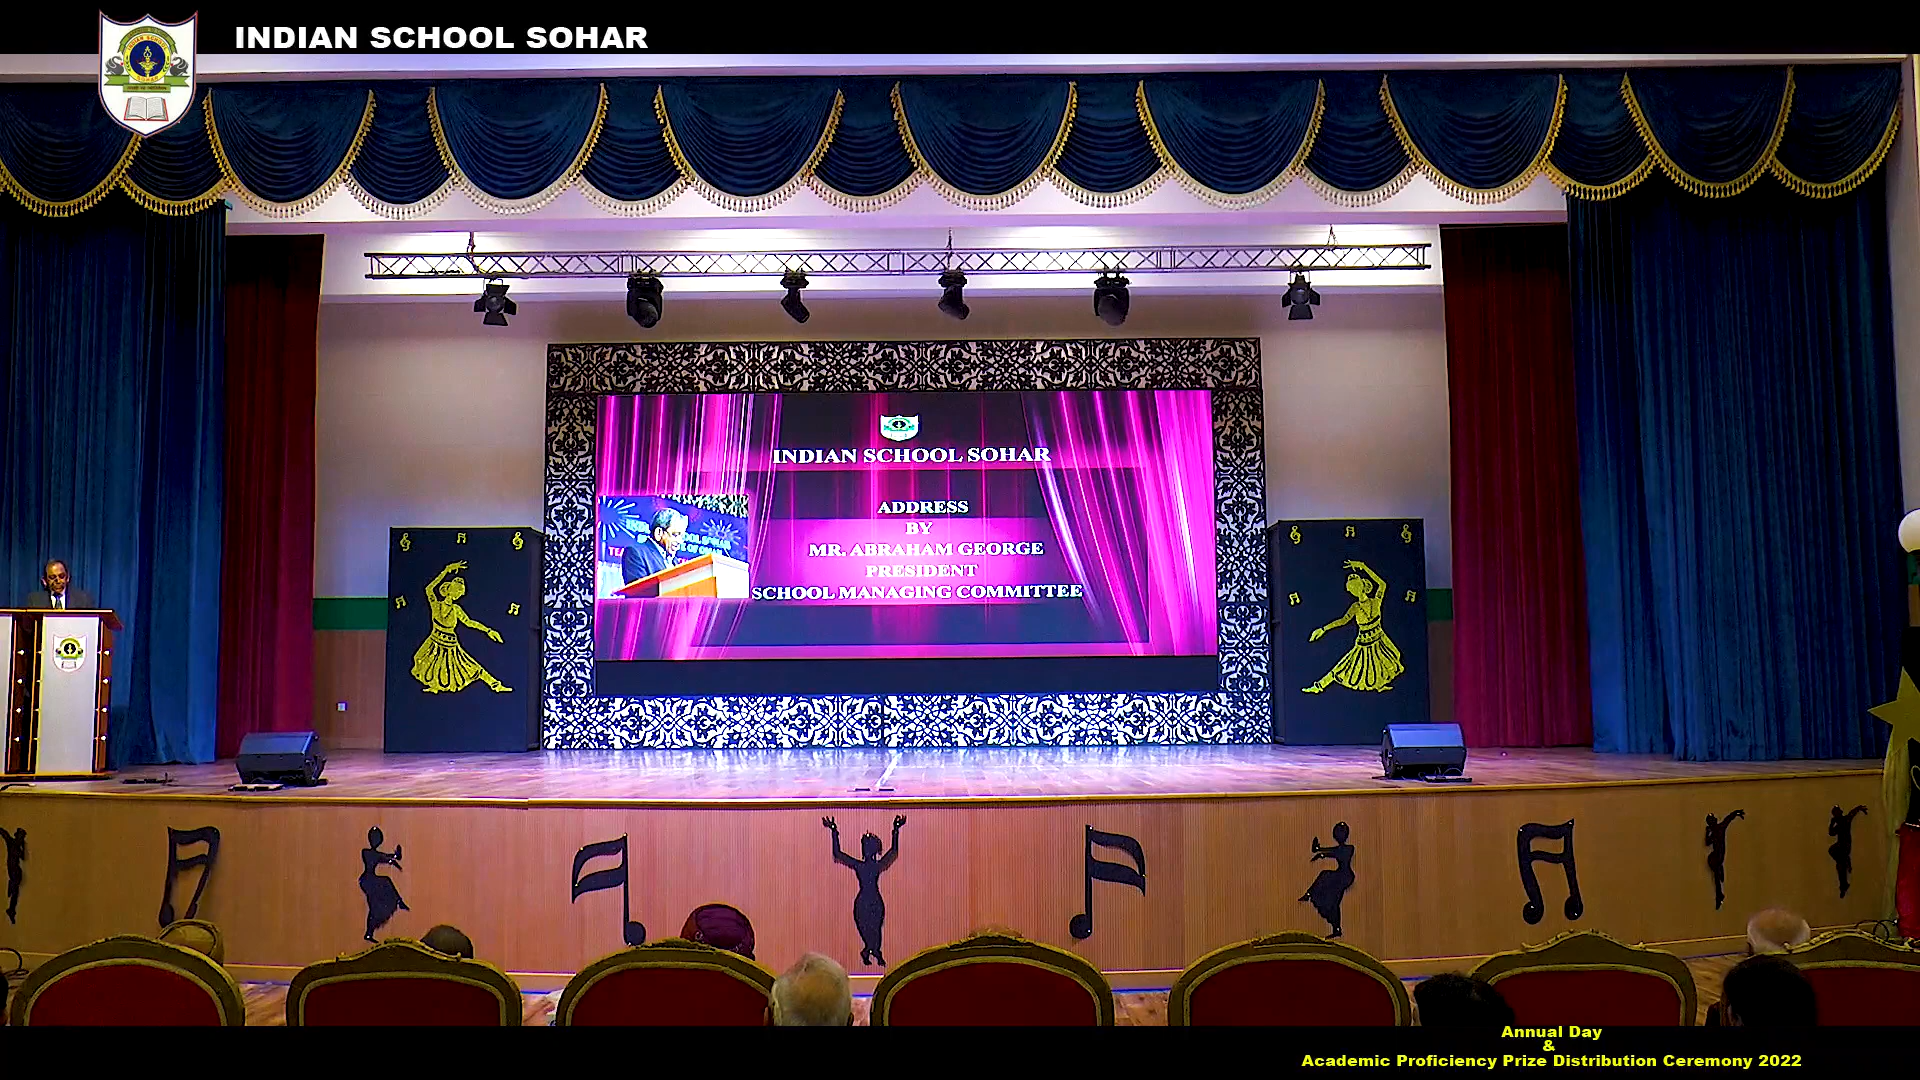 INDIAN SCHOOL SOHAR
INDIAN SCHOOL SOHAR
ADDRESS
BY
MR. ABRAHAM GEORGE
PRESIDENT
SCHOOL MANAGING COMMITTEE
Annual Day
&
Academic Proficiency Prize Distribution Ceremony 2022